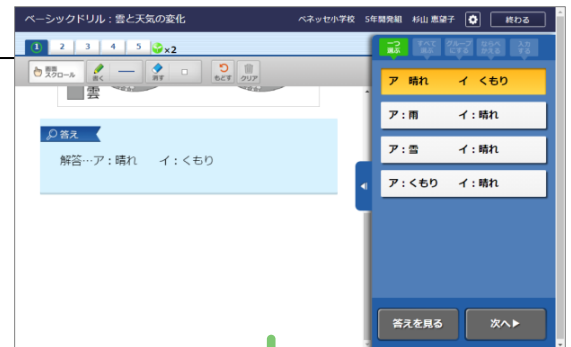 ベーシックドリル：雲と天気の変化
ベネッセ小学校 5年開発組 杉山 恵望子 終わる
1 2 3 4 5 ×2
画面スクロール 書く 消す もどす クリア
雲
答え
解答…ア：晴れ イ：くもり
一つ選ぶ すべて選ぶ グループにする ならべかえる 入力する
ア 晴れ イ くもり
ア：雨 イ：晴れ
ア：雪 イ：晴れ
ア：くもり イ：晴れ
答えを見る 次へ▶